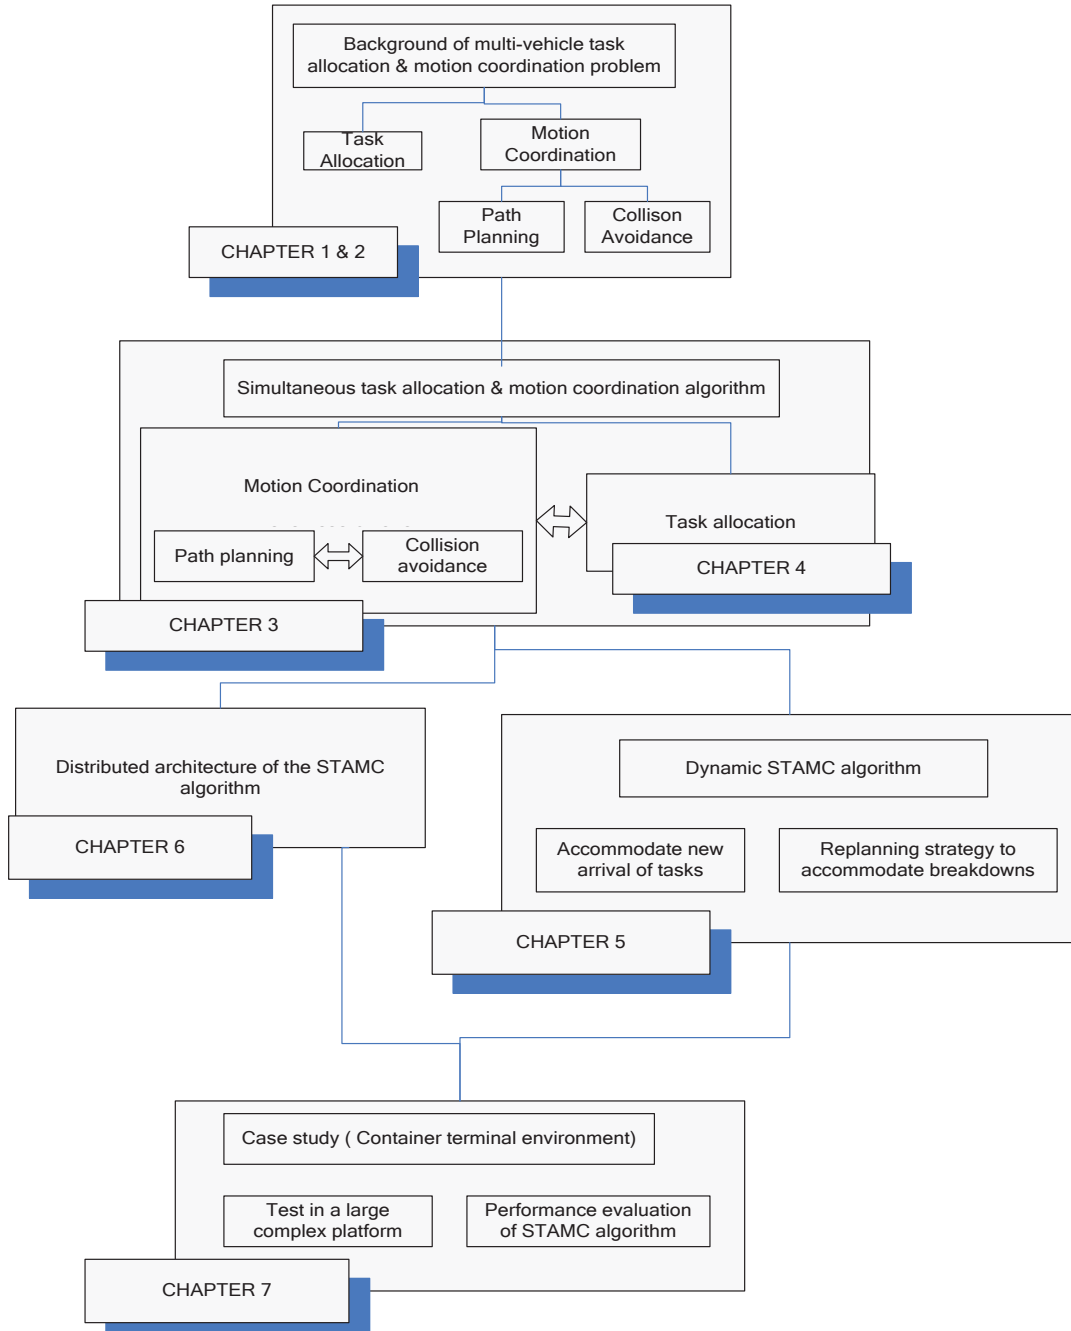 Background of multi-vehicle task
allocation & motion coordination problem
Task
Allocation
Motion
Coordination
Path
Planning
Collison
Avoidance
CHAPTER 1 & 2
Simultaneous task allocation & motion coordination algorithm
Motion Coordination
Path planning
Collision
avoidance
Task allocation
CHAPTER 4
CHAPTER 3
Distributed architecture of the STAMC
algorithm
CHAPTER 6
Dynamic STAMC algorithm
Accommodate new
arrival of tasks
Replanning strategy to
accommodate breakdowns
CHAPTER 5
Case study ( Container terminal environment)
Test in a large
complex platform
Performance evaluation
of STAMC algorithm
CHAPTER 7